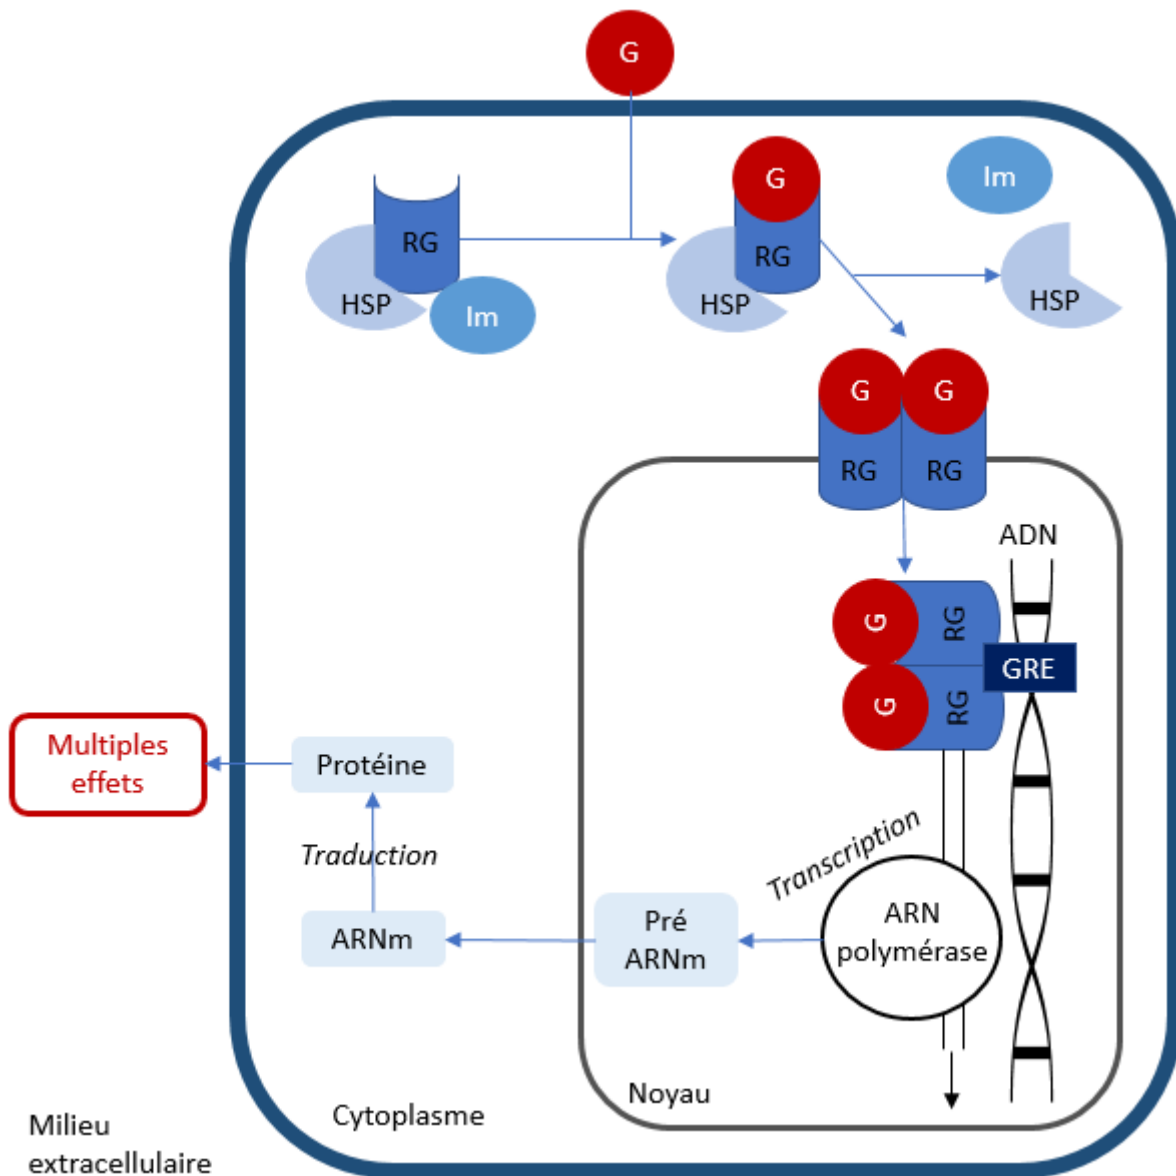 G
G
Im
RG
RG
HSP
HSP
HSP
Im
G
G
RG
RG
ADN
G
RG
GRE
G
RG
Multiples
effets
Protéine
Traduction
Transcription
ARNm
Pré
ARNm
ARN
polymérase
Noyau
Cytoplasme
Milieu
extracellulaire